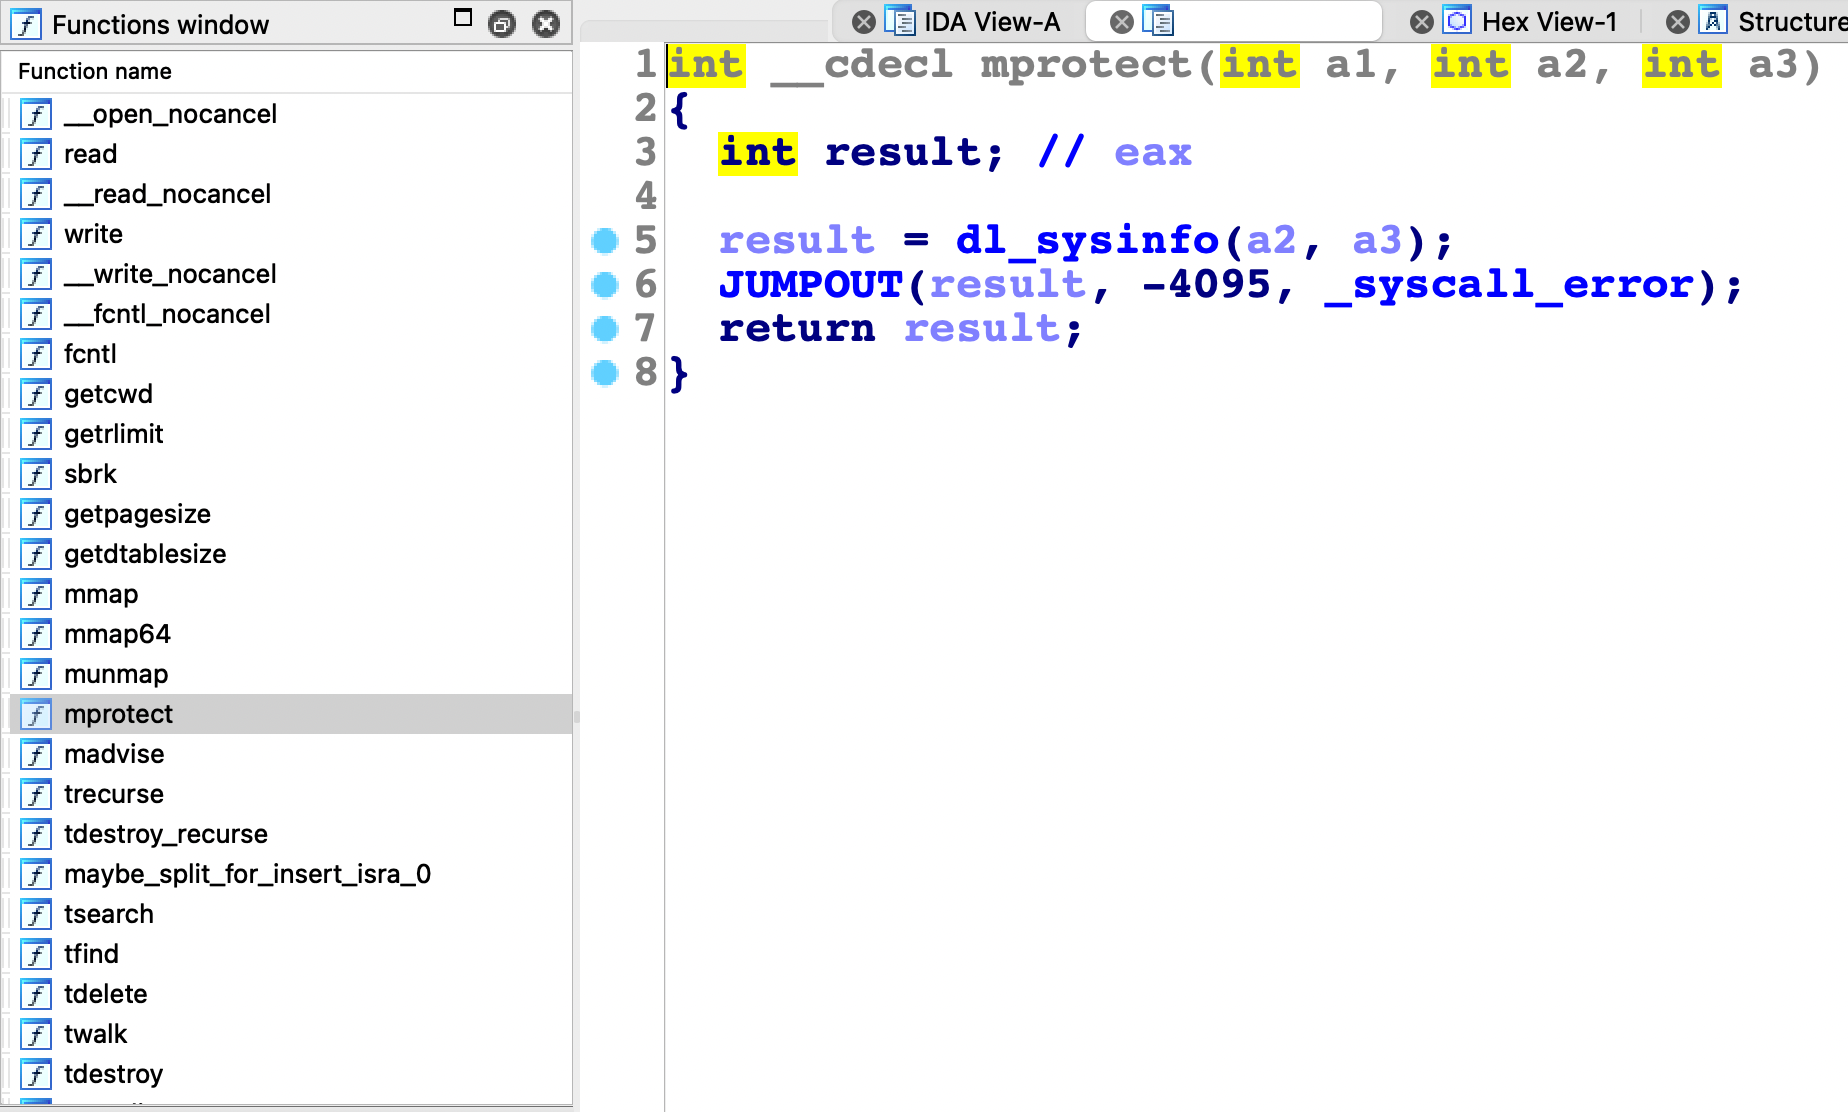 Functions window
Function name
__open_nocancel
read
__read_nocancel
write
__write_nocancel
__fcntl_nocancel
fcntl
getcwd
getrlimit
sbrk
getpagesize
getdtablesize
mmap
mmap64
munmap
mprotect
madvise
trecurse
tdestroy_recurse
maybe_split_for_insert_isra_0
tsearch
tfind
tdelete
twalk
tdestroy
IDA View-A
Hex View-1
Structure
1 int __cdecl mprotect(int a1, int a2, int a3)
2 {
3   int result; // eax
4
5   result = dl_sysinfo(a2, a3);
6   JUMPOUT(result, -4095, _syscall_error);
7   return result;
8 }